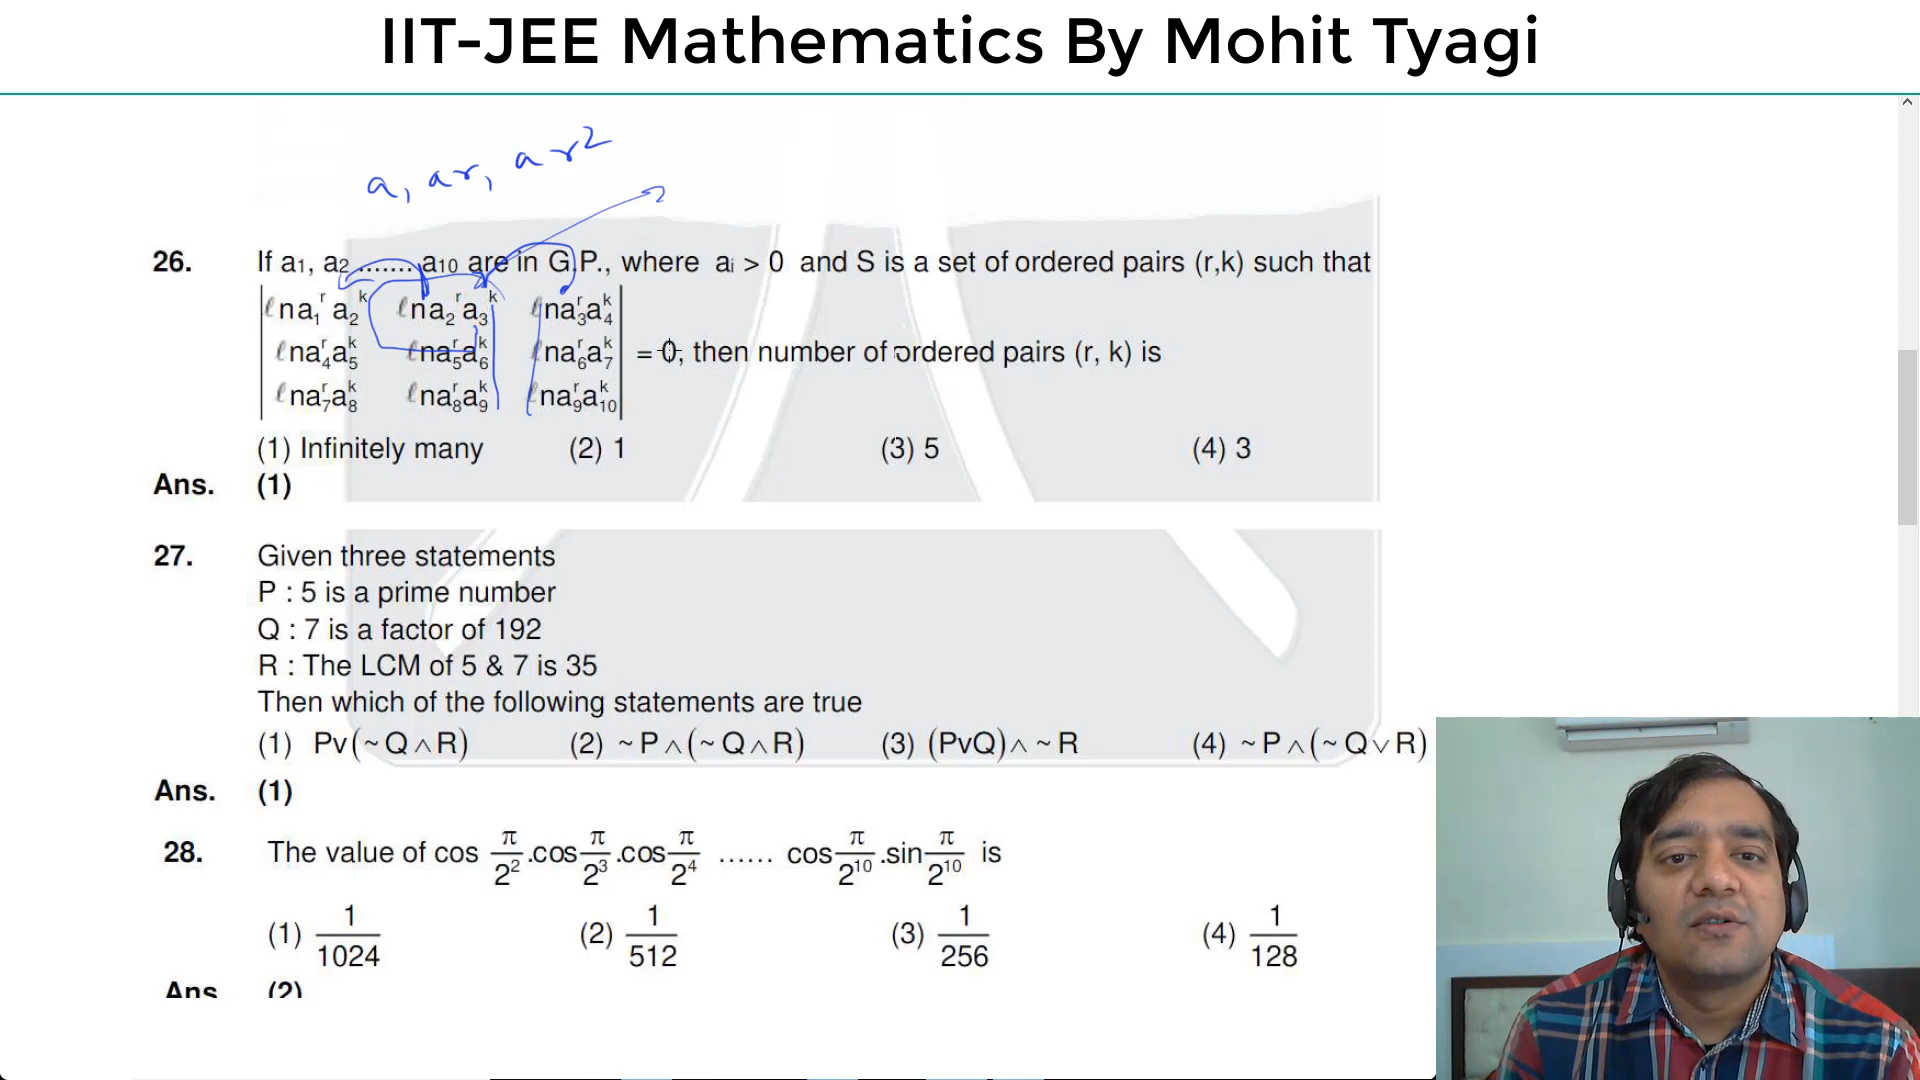 IIT-JEE Mathematics By Mohit Tyagi
a, ar, ar²
26. If a₁, a₂ ....... a₁₀ are in G.P., where aᵢ > 0 and S is a set of ordered pairs (r,k) such that
ℓna₁ʳ a₂ᵏ ℓna₂ʳ a₃ᵏ ℓna₃ʳa₄ᵏ
ℓna₄ʳa₅ᵏ ℓna₅ʳa₆ᵏ ℓna₆ʳa₇ᵏ = 0, then number of ordered pairs (r, k) is
ℓna₇ʳa₈ᵏ ℓna₈ʳa₉ᵏ ℓna₉ʳa₁₀ᵏ
(1) Infinitely many (2) 1 (3) 5 (4) 3
Ans. (1)
27. Given three statements
P : 5 is a prime number
Q : 7 is a factor of 192
R : The LCM of 5 & 7 is 35
Then which of the following statements are true
(1) Pv(~Q∧R) (2) ~P∧(~Q∧R) (3) (PvQ)∧~R (4) ~P∧(~Q∨R)
Ans. (1)
28. The value of cos π/2² .cos π/2³ .cos π/2⁴ ...... cos π/2¹⁰ .sin π/2¹⁰ is
(1) 1/1024 (2) 1/512 (3) 1/256 (4) 1/128
Ans (2)